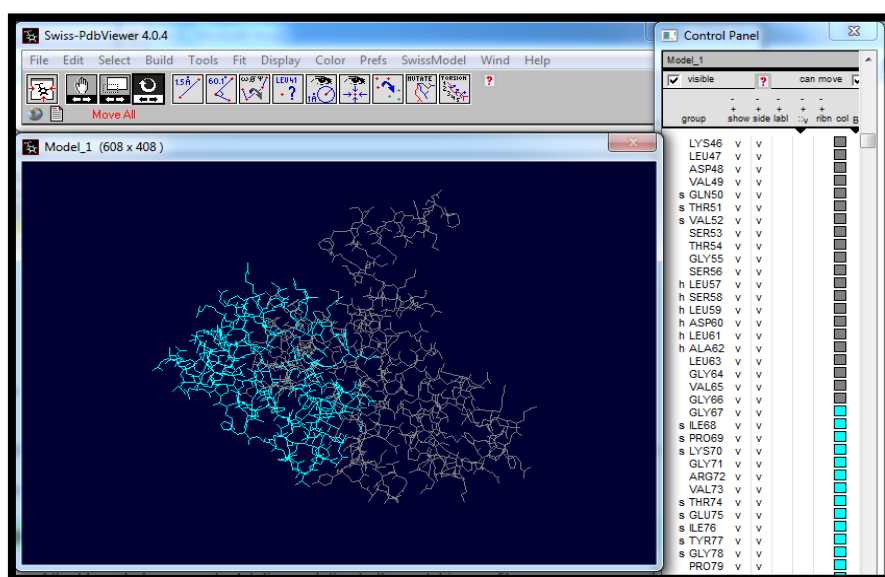 Swiss-PdbViewer 4.0.4
File Edit Select Build Tools Fit Display Color Prefs SwissModel Wind Help
1.5Å 60.1° ω,φ,ψ LEU41 ? 1Å MUTATE TORSION ?
Move All
Model_1 (608 x 408 )
Control Panel
Model_1
visible ? can move
- - - -
+ + + + +
group show side labl ::v ribn col B
LYS46 v v
LEU47 v v
ASP48 v v
VAL49 v v
s GLN50 v v
s THR51 v v
s VAL52 v v
SER53 v v
THR54 v v
GLY55 v v
SER56 v v
h LEU57 v v
h SER58 v v
h LEU59 v v
h ASP60 v v
h LEU61 v v
h ALA62 v v
LEU63 v v
GLY64 v v
VAL65 v v
GLY66 v v
GLY67 v v
s ILE68 v v
s PRO69 v v
s LYS70 v v
GLY71 v v
ARG72 v v
VAL73 v v
s THR74 v v
s GLU75 v v
s ILE76 v v
s TYR77 v v
s GLY78 v v
PRO79 v v